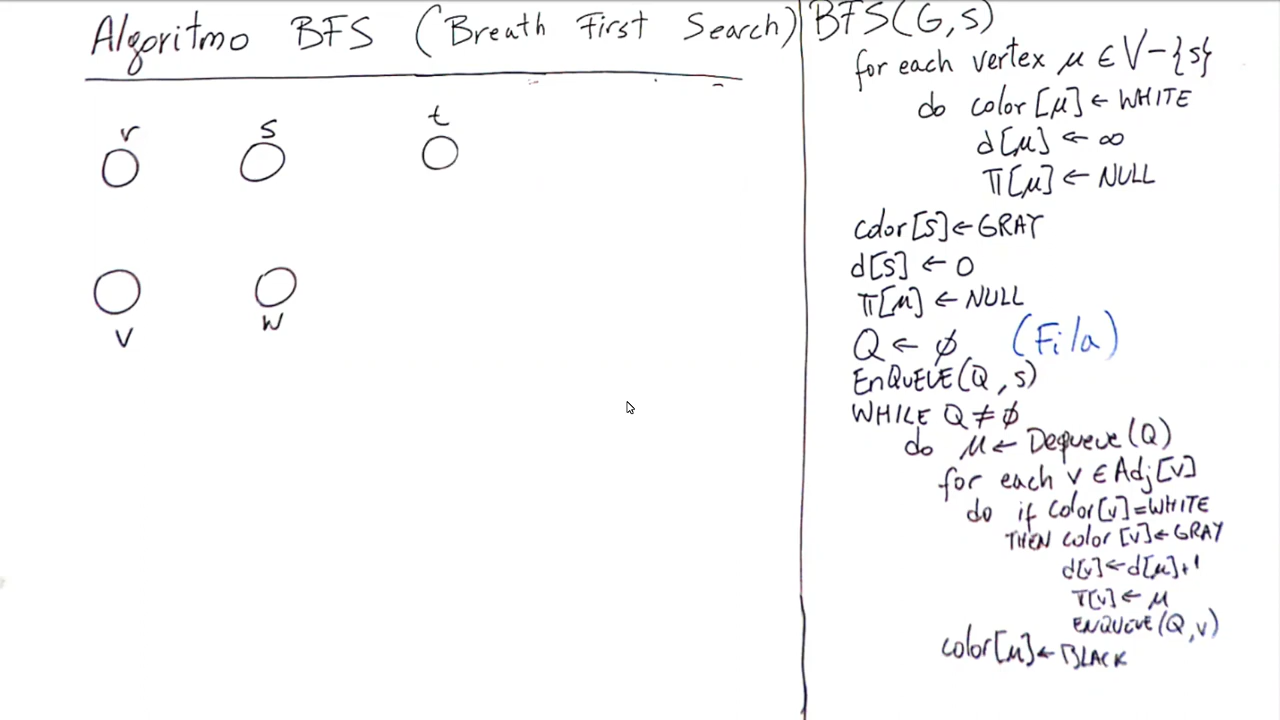 Algoritmo BFS (Breath First Search)
r
s
t
v
w
BFS(G,s)
for each vertex μ ∈ V-{s}
do color[μ] ← WHITE
d[μ] ← ∞
π[μ] ← NULL
color[s] ← GRAY
d[s] ← 0
π[μ] ← NULL
Q ← ∅ (Fila)
EnQUEUE(Q,s)
WHILE Q ≠ ∅
do μ ← Dequeue(Q)
for each v ∈ Adj[v]
do if color[v]=WHITE
THEN color[v] ← GRAY
d[v] ← d[μ]+1
π[v] ← μ
ENQUEUE(Q,v)
color[μ] ← BLACK